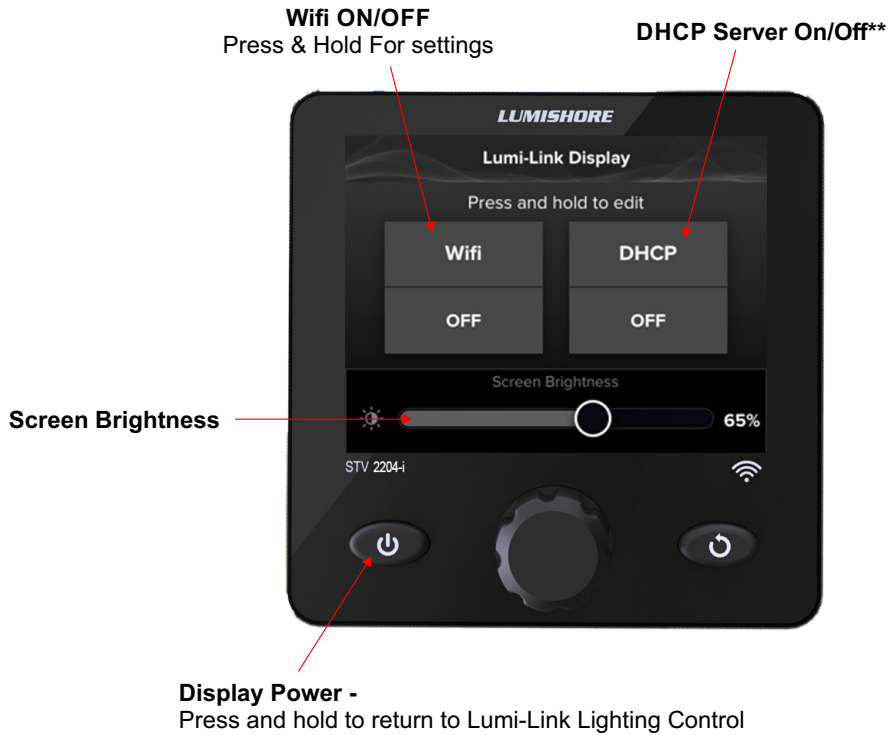 Wifi ON/OFF
Press & Hold For settings
DHCP Server On/Off**
LUMISHORE
Lumi-Link Display
Press and hold to edit
Wifi
DHCP
OFF
OFF
Screen Brightness
Screen Brightness
65%
STV 2204-i
Display Power -
Press and hold to return to Lumi-Link Lighting Control